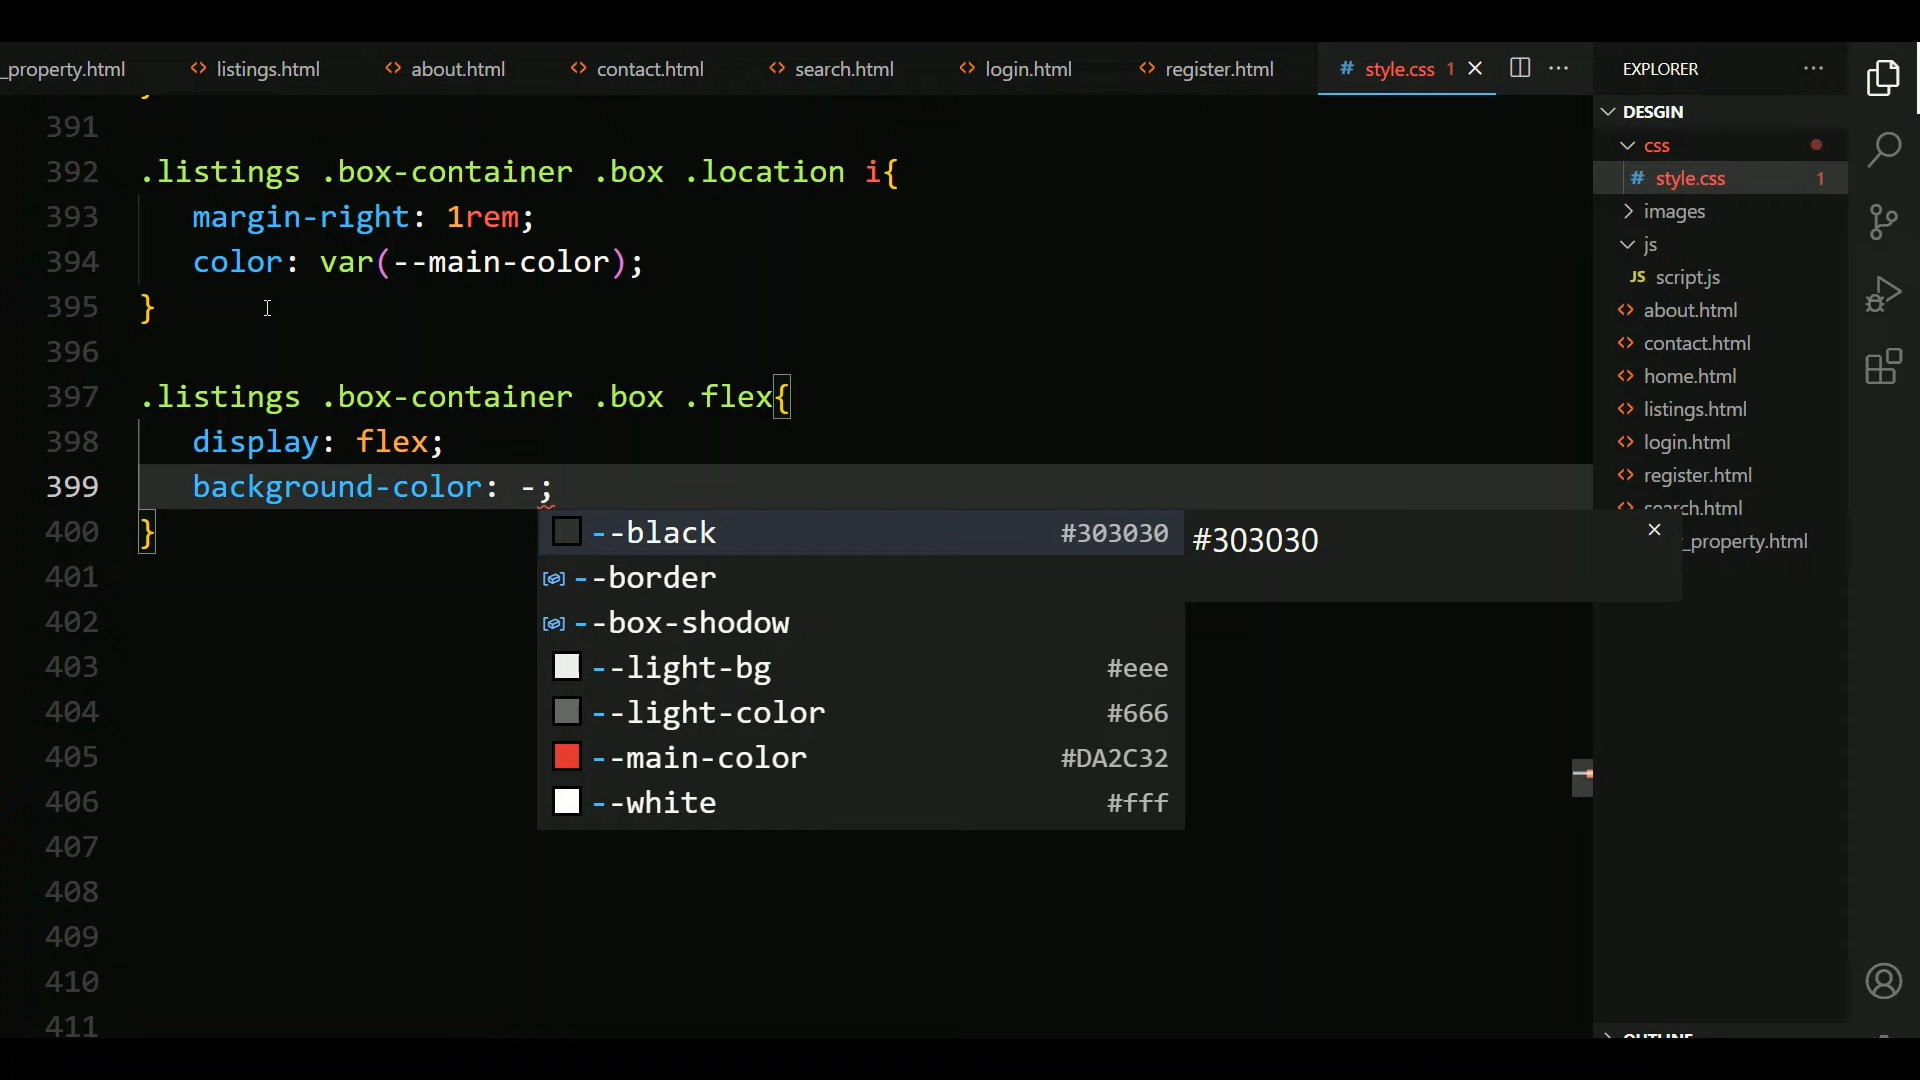 _property.html
listings.html
about.html
contact.html
search.html
login.html
register.html
# style.css 1
EXPLORER
DESGIN
css
# style.css 1
images
js
JS script.js
about.html
contact.html
home.html
listings.html
login.html
register.html
search.html
_property.html
391
392 .listings .box-container .box .location i{
393 margin-right: 1rem;
394 color: var(--main-color);
395 }
396
397 .listings .box-container .box .flex{
398 display: flex;
399 background-color: -;
400 }
--black #303030
#303030
--border
--box-shodow
--light-bg #eee
--light-color #666
--main-color #DA2C32
--white #fff
401
402
403
404
405
406
407
408
409
410
411
OUTLINE